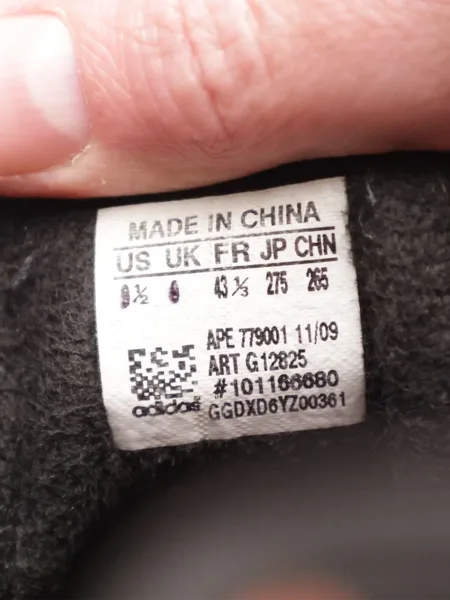 MADE IN CHINA
US UK FR JP CHN
9½ 9 43⅓ 275 265
APE 779001 11/09
ART G12825
#101166680
adidas GGDXD6YZ00361